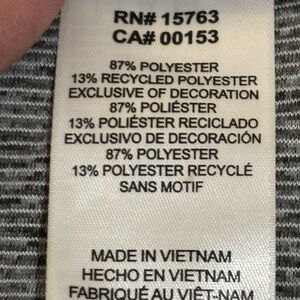 RN# 15763
CA# 00153
87% POLYESTER
13% RECYCLED POLYESTER
EXCLUSIVE OF DECORATION
87% POLIÉSTER
13% POLIÉSTER RECICLADO
EXCLUSIVO DE DECORACIÓN
87% POLYESTER
13% POLYESTER RECYCLÉ
SANS MOTIF
MADE IN VIETNAM
HECHO EN VIETNAM
FABRIQUÉ AU VIÊT-NAM